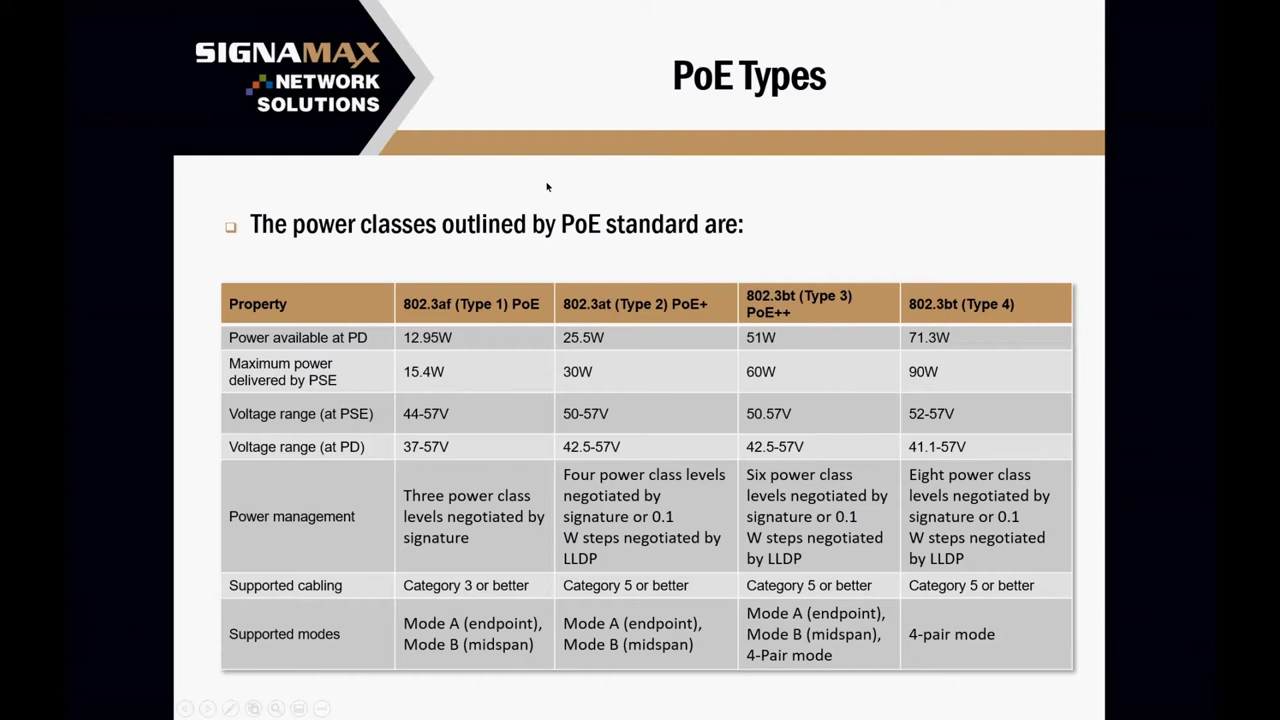 SIGNAMAX
NETWORK
SOLUTIONS
PoE Types
The power classes outlined by PoE standard are:
Property
802.3af (Type 1) PoE
802.3at (Type 2) PoE+
802.3bt (Type 3)
PoE++
802.3bt (Type 4)
Power available at PD
12.95W
25.5W
51W
71.3W
Maximum power
delivered by PSE
15.4W
30W
60W
90W
Voltage range (at PSE)
44-57V
50-57V
50.57V
52-57V
Voltage range (at PD)
37-57V
42.5-57V
42.5-57V
41.1-57V
Power management
Three power class
levels negotiated by
signature
Four power class levels
negotiated by
signature or 0.1
W steps negotiated by
LLDP
Six power class
levels negotiated by
signature or 0.1
W steps negotiated
by LLDP
Eight power class
levels negotiated by
signature or 0.1
W steps negotiated
by LLDP
Supported cabling
Category 3 or better
Category 5 or better
Category 5 or better
Category 5 or better
Supported modes
Mode A (endpoint),
Mode B (midspan)
Mode A (endpoint),
Mode B (midspan)
Mode A (endpoint),
Mode B (midspan),
4-Pair mode
4-pair mode